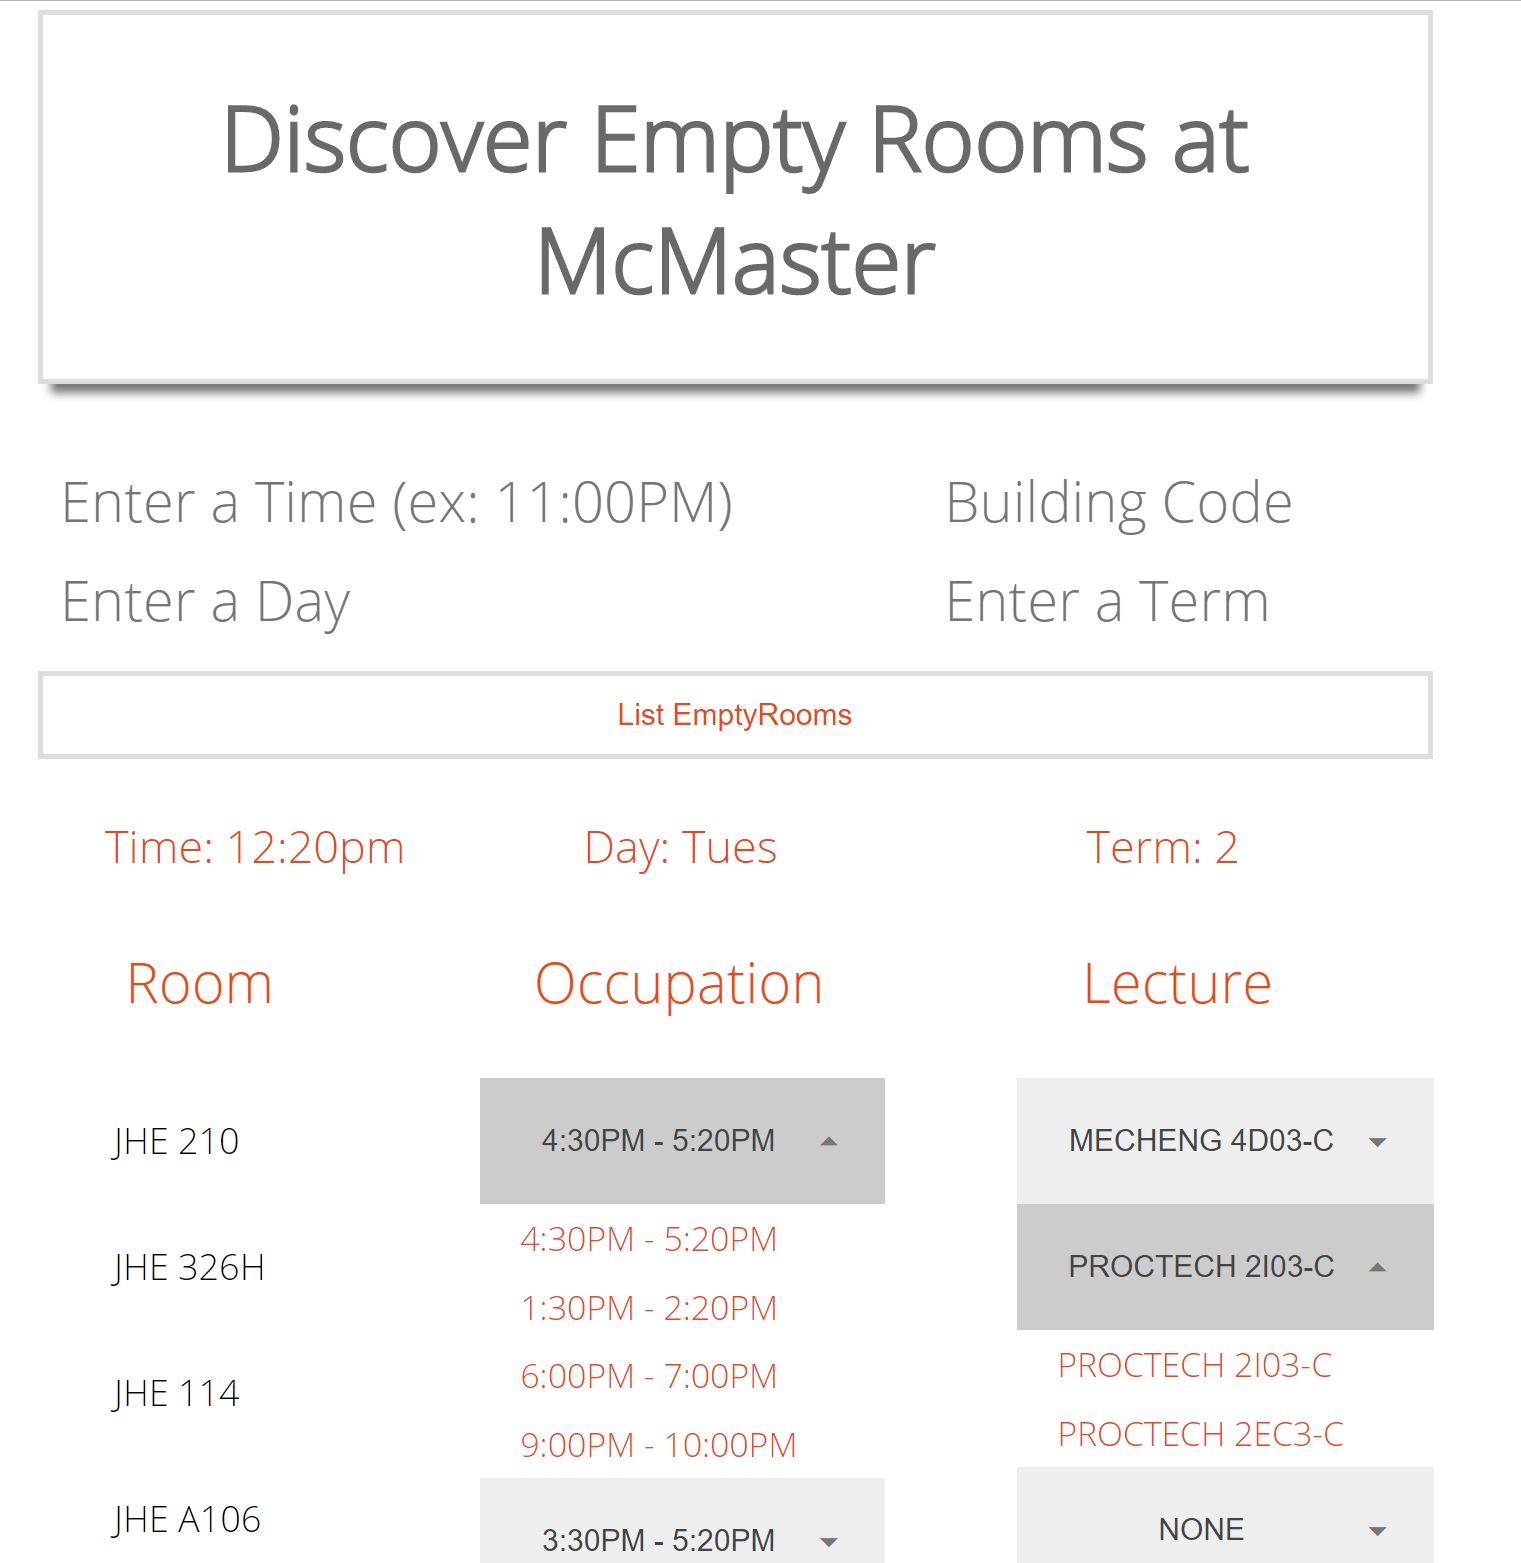 Discover Empty Rooms at
McMaster
Enter a Time (ex: 11:00PM)
Building Code
Enter a Day
Enter a Term
List EmptyRooms
Time: 12:20pm
Day: Tues
Term: 2
Room
Occupation
Lecture
JHE 210
4:30PM - 5:20PM
MECHENG 4D03-C
4:30PM - 5:20PM
JHE 326H
PROCTECH 2I03-C
1:30PM - 2:20PM
PROCTECH 2I03-C
6:00PM - 7:00PM
JHE 114
PROCTECH 2EC3-C
9:00PM - 10:00PM
JHE A106
3:30PM - 5:20PM
NONE